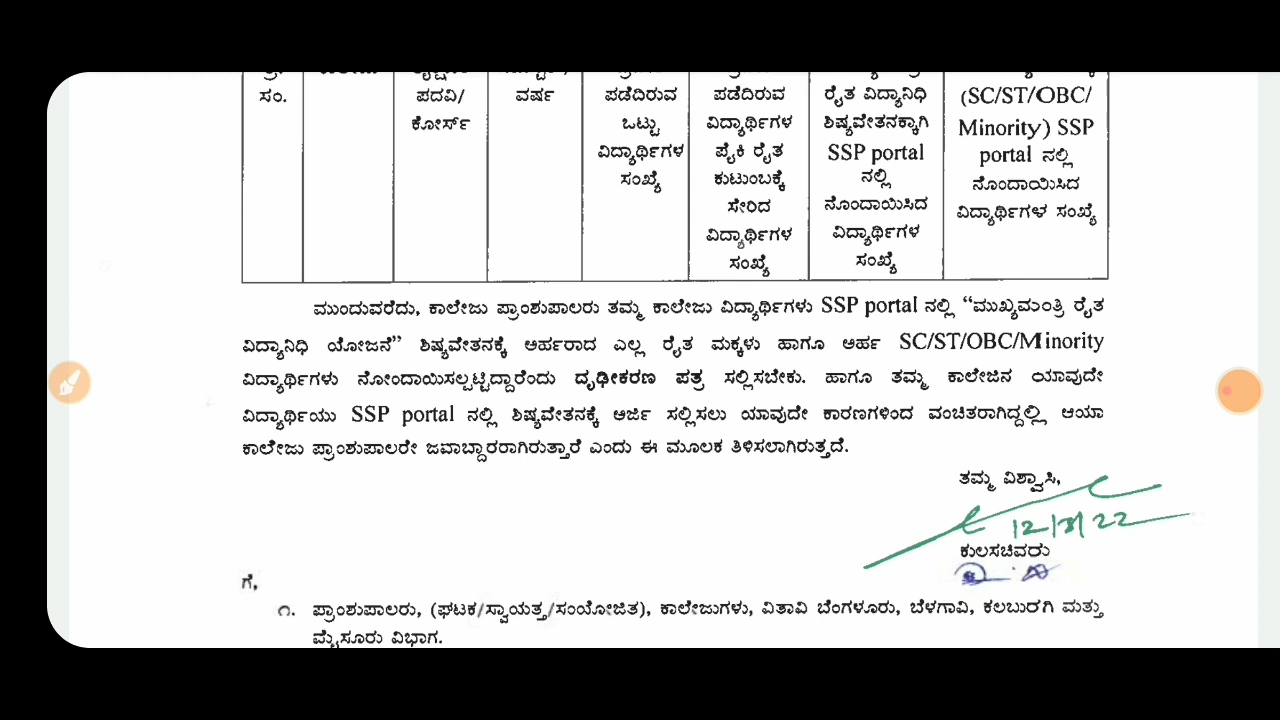 ಸಂ.
ಪದವಿ/
ಕೋರ್ಸ್
ವರ್ಷ
ಪಡೆದಿರುವ
ಒಟ್ಟು
ವಿದ್ಯಾರ್ಥಿಗಳ
ಸಂಖ್ಯೆ
ಪಡೆದಿರುವ
ವಿದ್ಯಾರ್ಥಿಗಳ
ಪೈಕಿ ರೈತ
ಕುಟುಂಬಕ್ಕೆ
ಸೇರಿದ
ವಿದ್ಯಾರ್ಥಿಗಳ
ಸಂಖ್ಯೆ
ರೈತ ವಿದ್ಯಾನಿಧಿ
ಶಿಷ್ಯವೇತನಕ್ಕಾಗಿ
SSP portal
ನಲ್ಲಿ
ನೊಂದಾಯಿಸಿದ
ವಿದ್ಯಾರ್ಥಿಗಳ
ಸಂಖ್ಯೆ
(SC/ST/OBC/
Minority) SSP
portal ನಲ್ಲಿ
ನೊಂದಾಯಿಸಿದ
ವಿದ್ಯಾರ್ಥಿಗಳ ಸಂಖ್ಯೆ
ಮುಂದುವರೆದು, ಕಾಲೇಜು ಪ್ರಾಂಶುಪಾಲರು ತಮ್ಮ ಕಾಲೇಜು ವಿದ್ಯಾರ್ಥಿಗಳು SSP portal ನಲ್ಲಿ “ಮುಖ್ಯಮಂತ್ರಿ ರೈತ
ವಿದ್ಯಾನಿಧಿ ಯೋಜನೆ” ಶಿಷ್ಯವೇತನಕ್ಕೆ ಅರ್ಹರಾದ ಎಲ್ಲ ರೈತ ಮಕ್ಕಳು ಹಾಗೂ ಅರ್ಹ SC/ST/OBC/Minority
ವಿದ್ಯಾರ್ಥಿಗಳು ನೋಂದಾಯಿಸಲ್ಪಟ್ಟಿದ್ದಾರೆಂದು ದೃಢೀಕರಣ ಪತ್ರ ಸಲ್ಲಿಸಬೇಕು. ಹಾಗೂ ತಮ್ಮ ಕಾಲೇಜಿನ ಯಾವುದೇ
ವಿದ್ಯಾರ್ಥಿಯು SSP portal ನಲ್ಲಿ ಶಿಷ್ಯವೇತನಕ್ಕೆ ಅರ್ಜಿ ಸಲ್ಲಿಸಲು ಯಾವುದೇ ಕಾರಣಗಳಿಂದ ವಂಚಿತರಾಗಿದ್ದಲ್ಲಿ, ಆಯಾ
ಕಾಲೇಜು ಪ್ರಾಂಶುಪಾಲರೇ ಜವಾಬ್ದಾರರಾಗಿರುತ್ತಾರೆ ಎಂದು ಈ ಮೂಲಕ ತಿಳಿಸಲಾಗಿರುತ್ತದೆ.
ತಮ್ಮ ವಿಶ್ವಾಸಿ,
12/3/22
ಕುಲಸಚಿವರು
ಗೆ,
೧. ಪ್ರಾಂಶುಪಾಲರು, (ಘಟಕ/ಸ್ವಾಯತ್ತ/ಸಂಯೋಜಿತ), ಕಾಲೇಜುಗಳು, ವಿತಾವಿ ಬೆಂಗಳೂರು, ಬೆಳಗಾವಿ, ಕಲಬುರಗಿ ಮತ್ತು
ಮೈಸೂರು ವಿಭಾಗ.